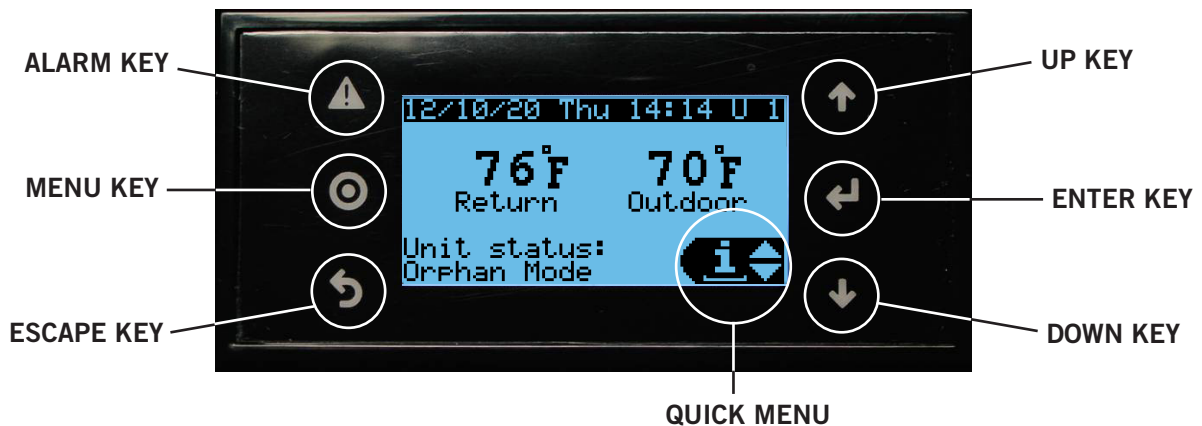 ALARM KEY
MENU KEY
ESCAPE KEY
12/10/20 Thu 14:14 U 1
76°F 70°F
Return Outdoor
Unit status:
Orphan Mode
i
UP KEY
ENTER KEY
DOWN KEY
QUICK MENU